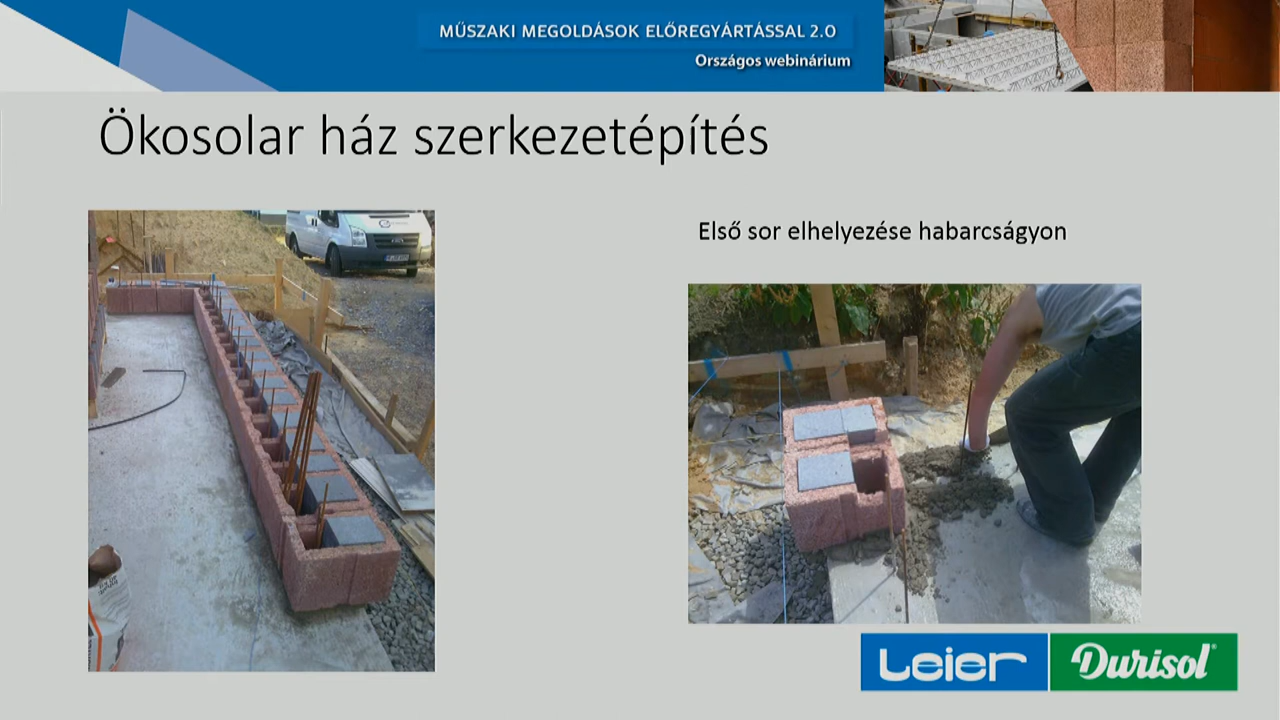 MŰSZAKI MEGOLDÁSOK ELŐREGYÁRTÁSSAL 2.0
Országos webinárium
Ökosolar ház szerkezetépítés
Első sor elhelyezése habarcságyon
Leier
Durisol